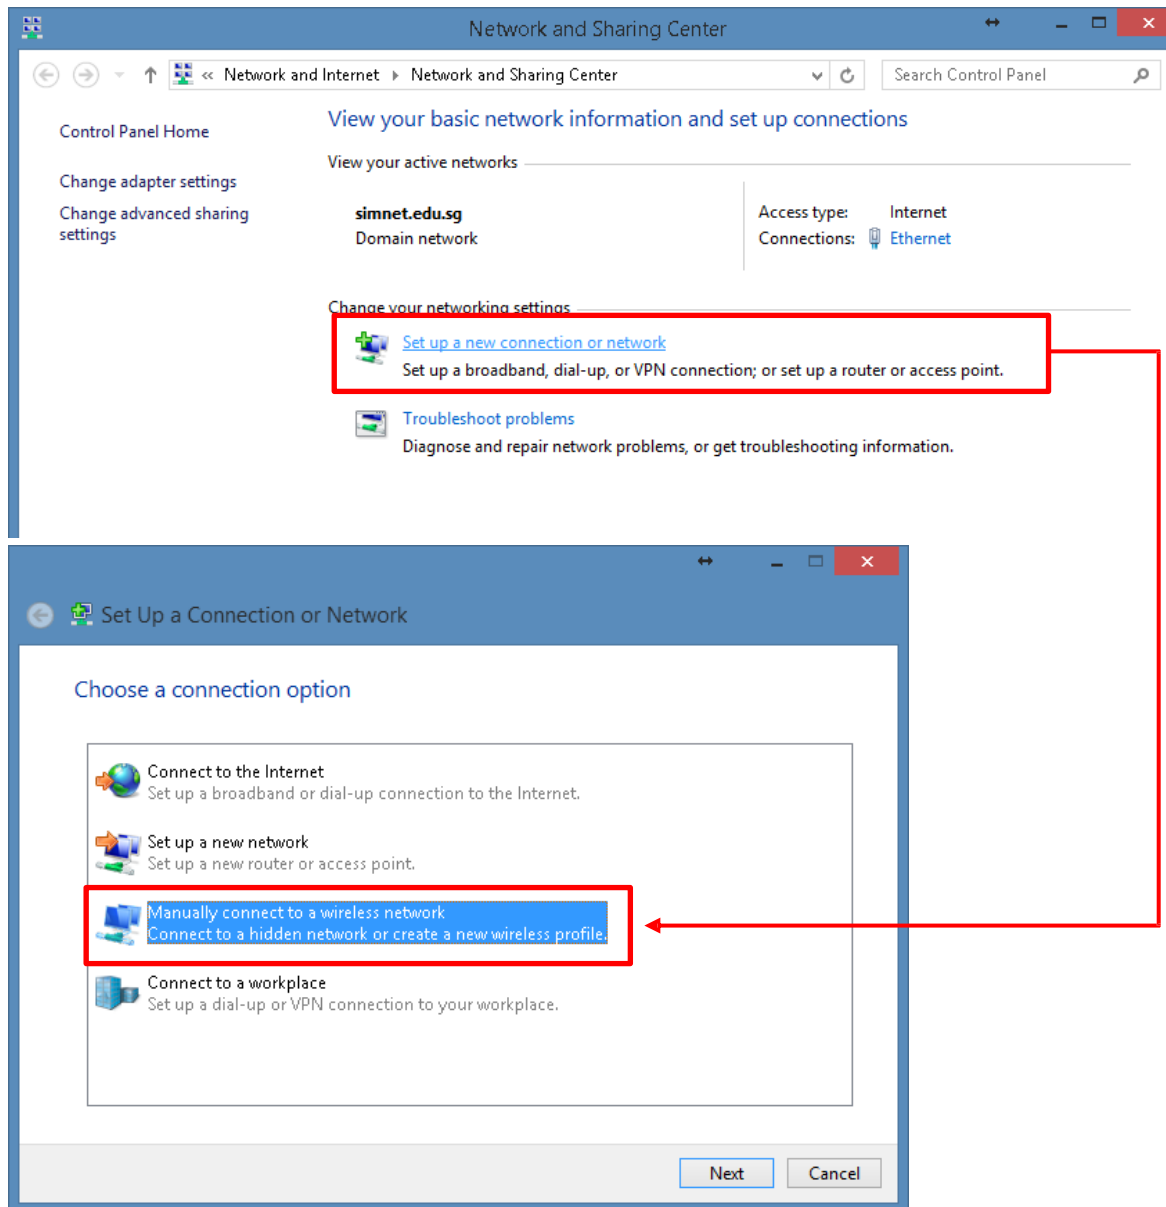 Network and Sharing Center
« Network and Internet Network and Sharing Center
Search Control Panel
Control Panel Home
Change adapter settings
Change advanced sharing
settings
View your basic network information and set up connections
View your active networks
simnet.edu.sg
Domain network
Access type: Internet
Connections: Ethernet
Change your networking settings
Set up a new connection or network
Set up a broadband, dial-up, or VPN connection; or set up a router or access point.
Troubleshoot problems
Diagnose and repair network problems, or get troubleshooting information.
Set Up a Connection or Network
Choose a connection option
Connect to the Internet
Set up a broadband or dial-up connection to the Internet.
Set up a new network
Set up a new router or access point.
Manually connect to a wireless network
Connect to a hidden network or create a new wireless profile.
Connect to a workplace
Set up a dial-up or VPN connection to your workplace.
Next
Cancel